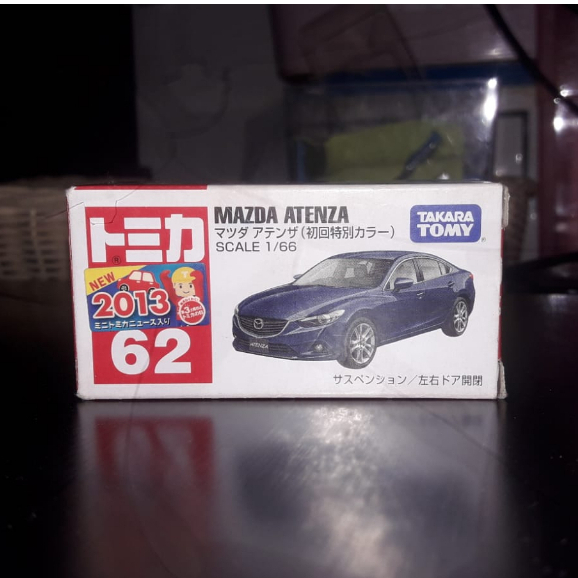 トミカ
NEW
2013
ミニトミカニュース入り
62
MAZDA ATENZA
マツダ アテンザ(初回特別カラー)
SCALE 1/66
TAKARA
TOMY
ATENZA
サスペンション/左右ドア開閉